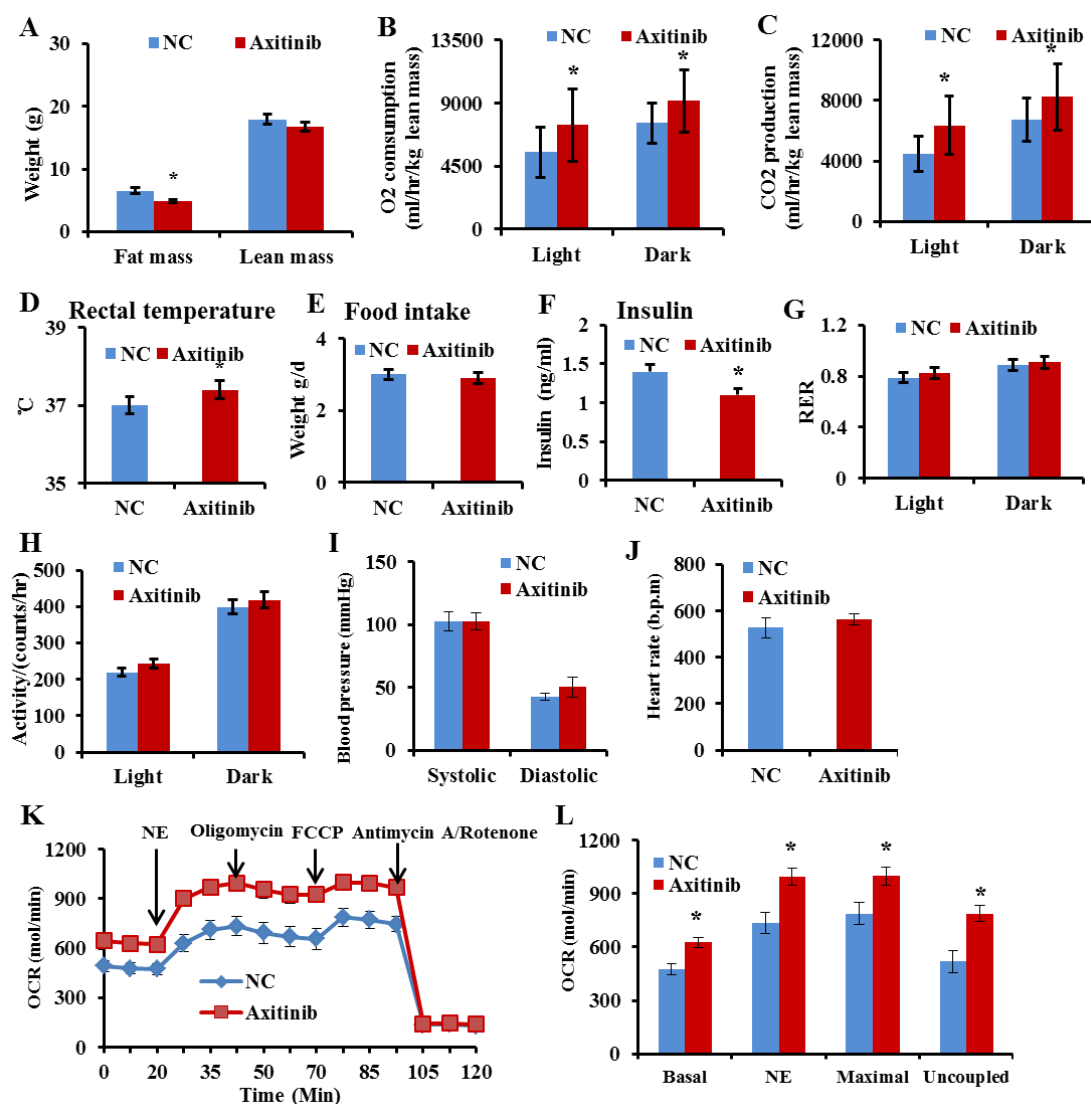 A
NC Axitinib
Weight (g)
30
20
10
0
*
Fat mass Lean mass
B
NC Axitinib
O2 comsumption
(ml/hr/kg lean mass)
13500
9000
4500
0
* *
Light Dark
C
NC Axitinib
CO2 production
(ml/hr/kg lean mass)
12000
8000
4000
0
* *
Light Dark
D Rectal temperature
NC Axitinib
℃
39
37
35
*
NC Axitinib
E Food intake
NC Axitinib
Weight g/d
4
2
0
NC Axitinib
F Insulin
NC Axitinib
Insulin (ng/ml)
2
1.5
1
0.5
0
*
NC Axitinib
G
NC
Axitinib
RER
1.2
0.8
0.4
0
Light Dark
H
NC
Axitinib
Activity/(counts/hr)
500
400
300
200
100
0
Light Dark
I
NC
Axitinib
Blood pressure (mmHg)
150
100
50
0
Systolic Diastolic
J
NC
Axitinib
Heart rate (b.p.m)
800
600
400
200
0
NC Axitinib
K
NE Oligomycin FCCP Antimycin A/Rotenone
OCR (mol/min)
1200
900
600
300
0
NC
Axitinib
0 20 35 50 70 85 105 120
Time (Min)
L
NC
Axitinib
OCR (mol/min)
1200
900
600
300
0
* * * *
Basal NE Maximal Uncoupled